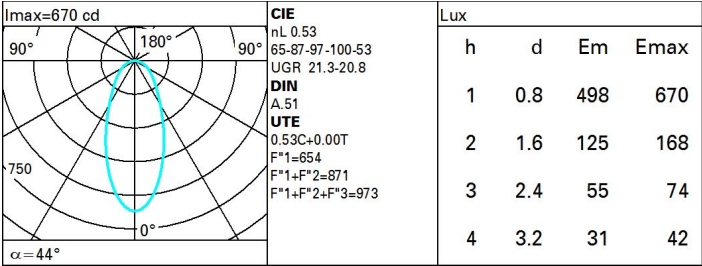 Imax=670 cd
90°
180°
90°
750
0°
α=44°
CIE
nL 0.53
65-87-97-100-53
UGR 21.3-20.8
DIN
A.51
UTE
0.53C+0.00T
F"1=654
F"1+F"2=871
F"1+F"2+F"3=973
Lux
h d Em Emax
1 0.8 498 670
2 1.6 125 168
3 2.4 55 74
4 3.2 31 42